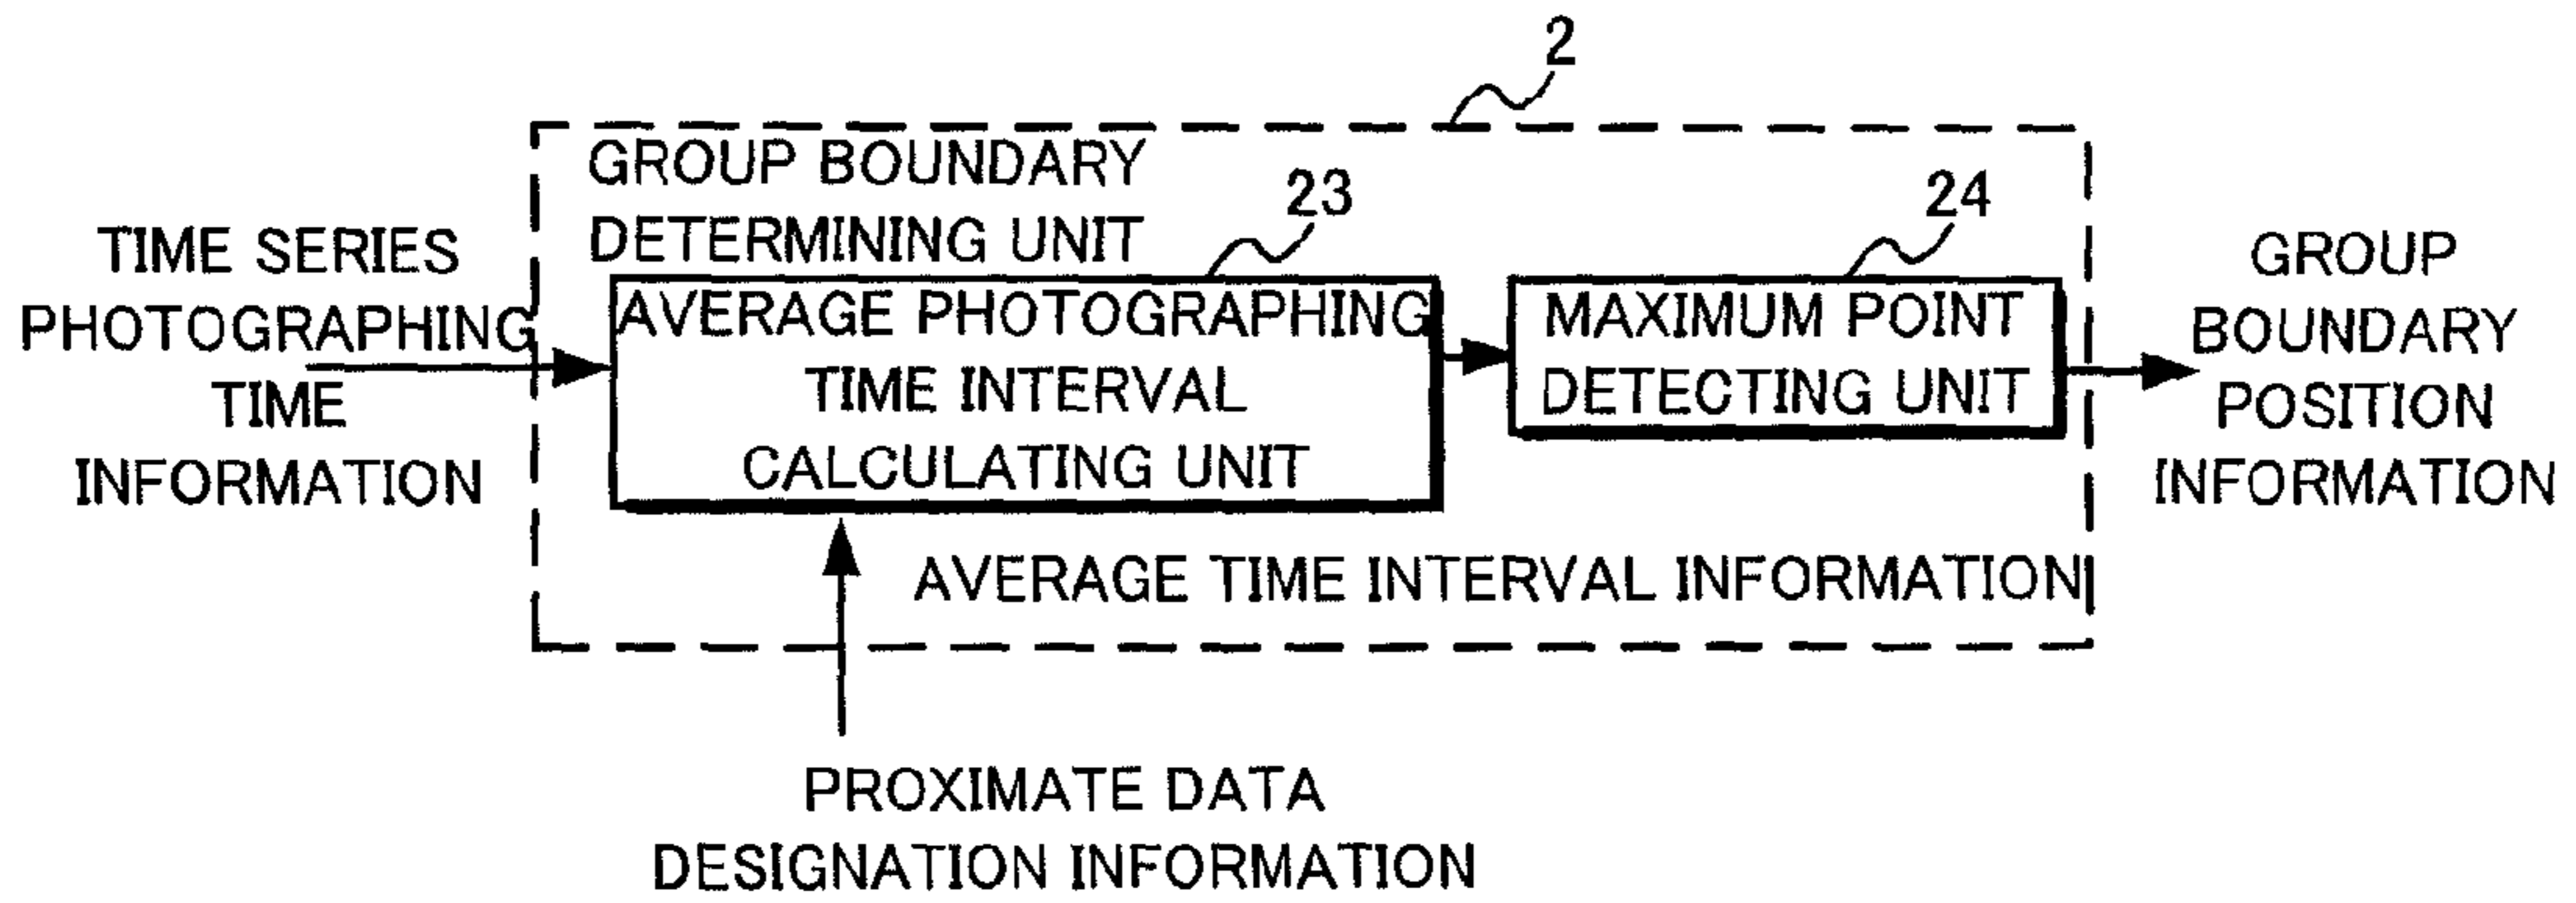 2
GROUP BOUNDARY
DETERMINING UNIT
23
24
TIME SERIES
PHOTOGRAPHING
TIME
INFORMATION
AVERAGE PHOTOGRAPHING
TIME INTERVAL
CALCULATING UNIT
MAXIMUM POINT
DETECTING UNIT
GROUP
BOUNDARY
POSITION
INFORMATION
AVERAGE TIME INTERVAL INFORMATION
PROXIMATE DATA
DESIGNATION INFORMATION